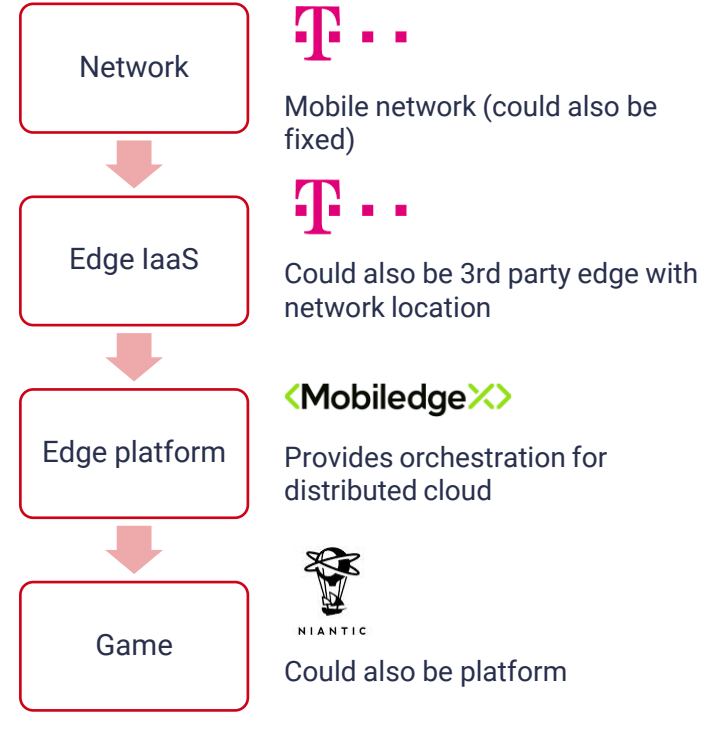 Network
T
Mobile network (could also be
fixed)
Edge IaaS
T
Could also be 3rd party edge with
network location
Edge platform
<MobiledgeX>
Provides orchestration for
distributed cloud
Game
NIANTIC
Could also be platform